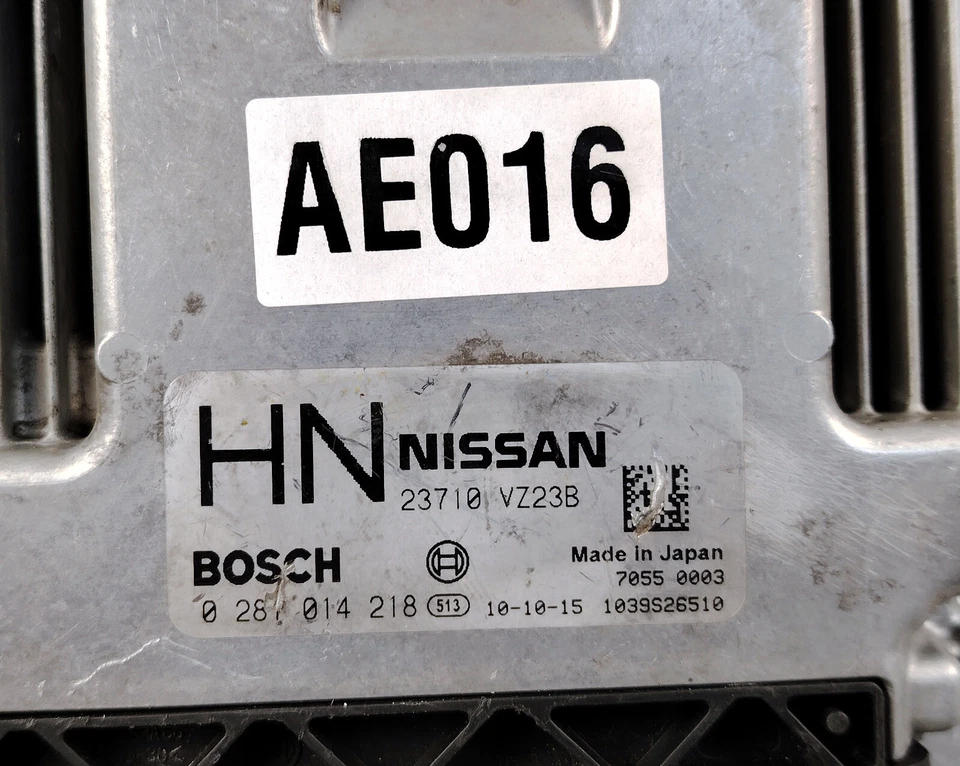 AE016
HN NISSAN
23710 VZ23B
BOSCH
Made in Japan
7055 0003
0 281 014 218 513 10-10-15 1039S26510